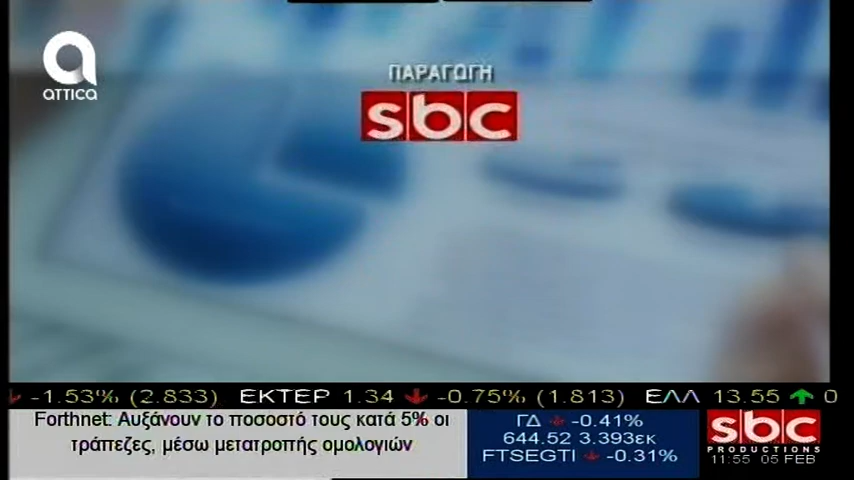 αττιca
ΠΑΡΑΓΩΓΗ
sbc
-1.53% (2.833) ΕΚΤΕΡ 1.34 -0.75% (1.813) ΕΛΛ 13.55 0
Forthnet: Αυξάνουν το ποσοστό τους κατά 5% οι
τράπεζες, μέσω μετατροπής ομολογιών
ΓΔ -0.41%
644.52 3.393εκ
FTSEGTI -0.31%
sbc
PRODUCTIONS
11:55 05 FEB